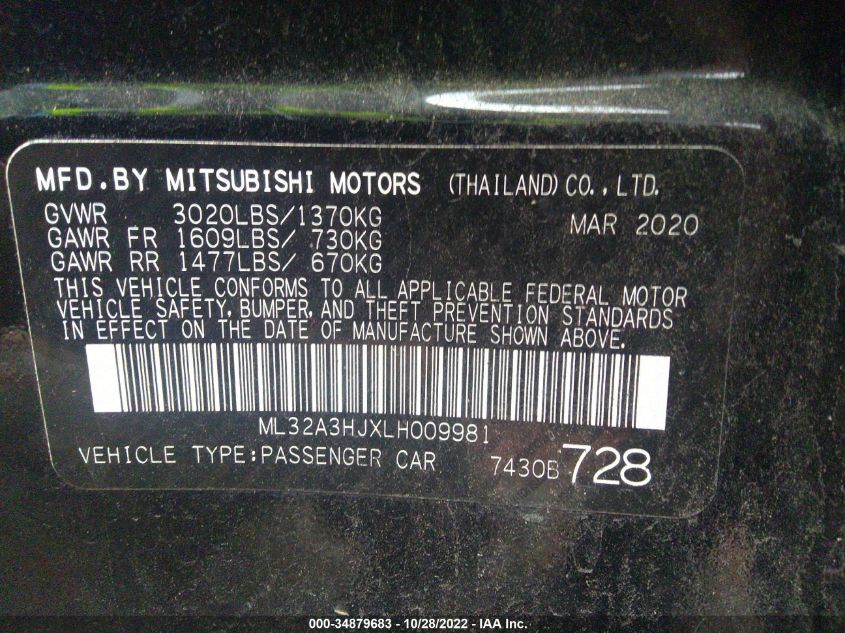 MFD.BY MITSUBISHI MOTORS (THAILAND) CO., LTD.
GVWR 3020LBS/1370KG MAR 2020
GAWR FR 1609LBS/ 730KG
GAWR RR 1477LBS/ 670KG
THIS VEHICLE CONFORMS TO ALL APPLICABLE FEDERAL MOTOR
VEHICLE SAFETY, BUMPER, AND THEFT PREVENTION STANDARDS
IN EFFECT ON THE DATE OF MANUFACTURE SHOWN ABOVE.
ML32A3HJXLH009981
VEHICLE TYPE:PASSENGER CAR 7430B 728
000-34879683 - 10/28/2022 - IAA Inc.